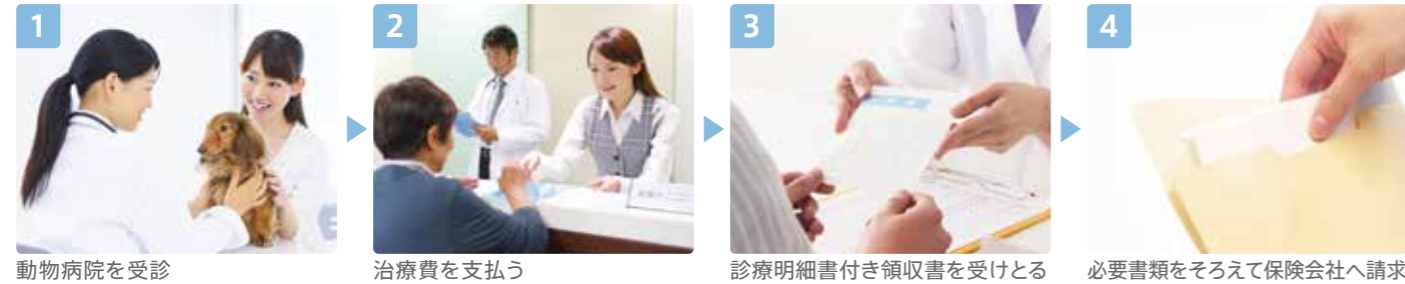 1
動物病院を受診
2
治療費を支払う
3
診療明細書付き領収書を受けとる
4
必要書類をそろえて保険会社へ請求